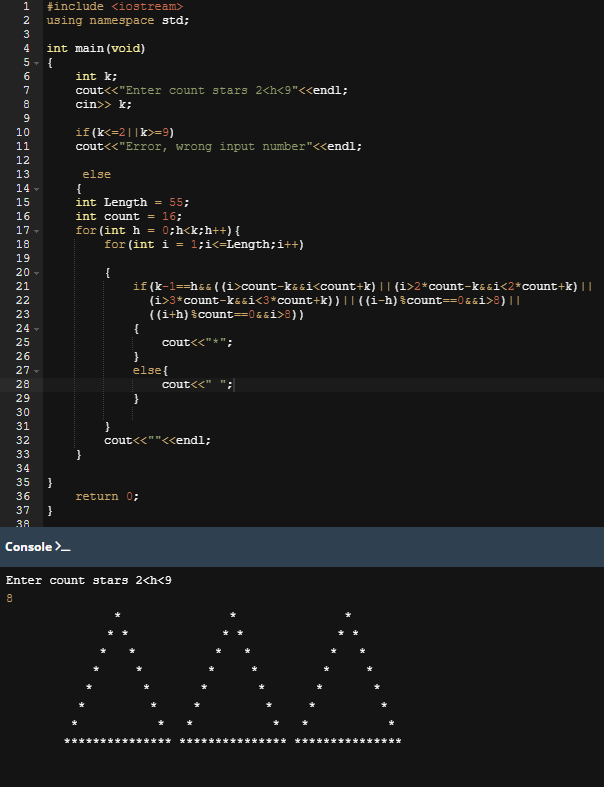 1 #include <iostream>
2 using namespace std;
3
4 int main(void)
5 {
6 int k;
7 cout<<"Enter count stars 2<h<9"<<endl;
8 cin>> k;
9
10 if(k<=2||k>=9)
11 cout<<"Error, wrong input number"<<endl;
12
13 else
14 {
15 int Length = 55;
16 int count = 16;
17 for(int h = 0;h<k;h++){
18 for(int i = 1;i<=Length;i++)
19
20 {
21 if(k-1==h&&((i>count-k&&i<count+k)||(i>2*count-k&&i<2*count+k)||
22 (i>3*count-k&&i<3*count+k))||((i-h)%count==0&&i>8)||
23 ((i+h)%count==0&&i>8))
24 {
25 cout<<"*";
26 }
27 else{
28 cout<<" ";
29 }
30
31 }
32 cout<<""<<endl;
33 }
34
35 }
36 return 0;
37 }
38
Console >_
Enter count stars 2<h<9
8
               *               *               *
              * *             * *             * *
             *   *           *   *           *   *
            *     *         *     *         *     *
           *       *       *       *       *       *
          *         *     *         *     *         *
         *           *   *           *   *           *
        *************** *************** ***************